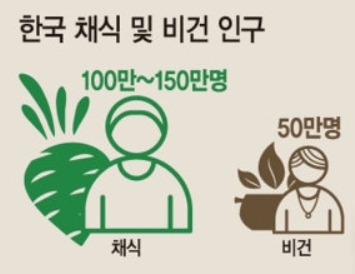 한국 채식 및 비건 인구
100만~150만명
50만명
채식
비건